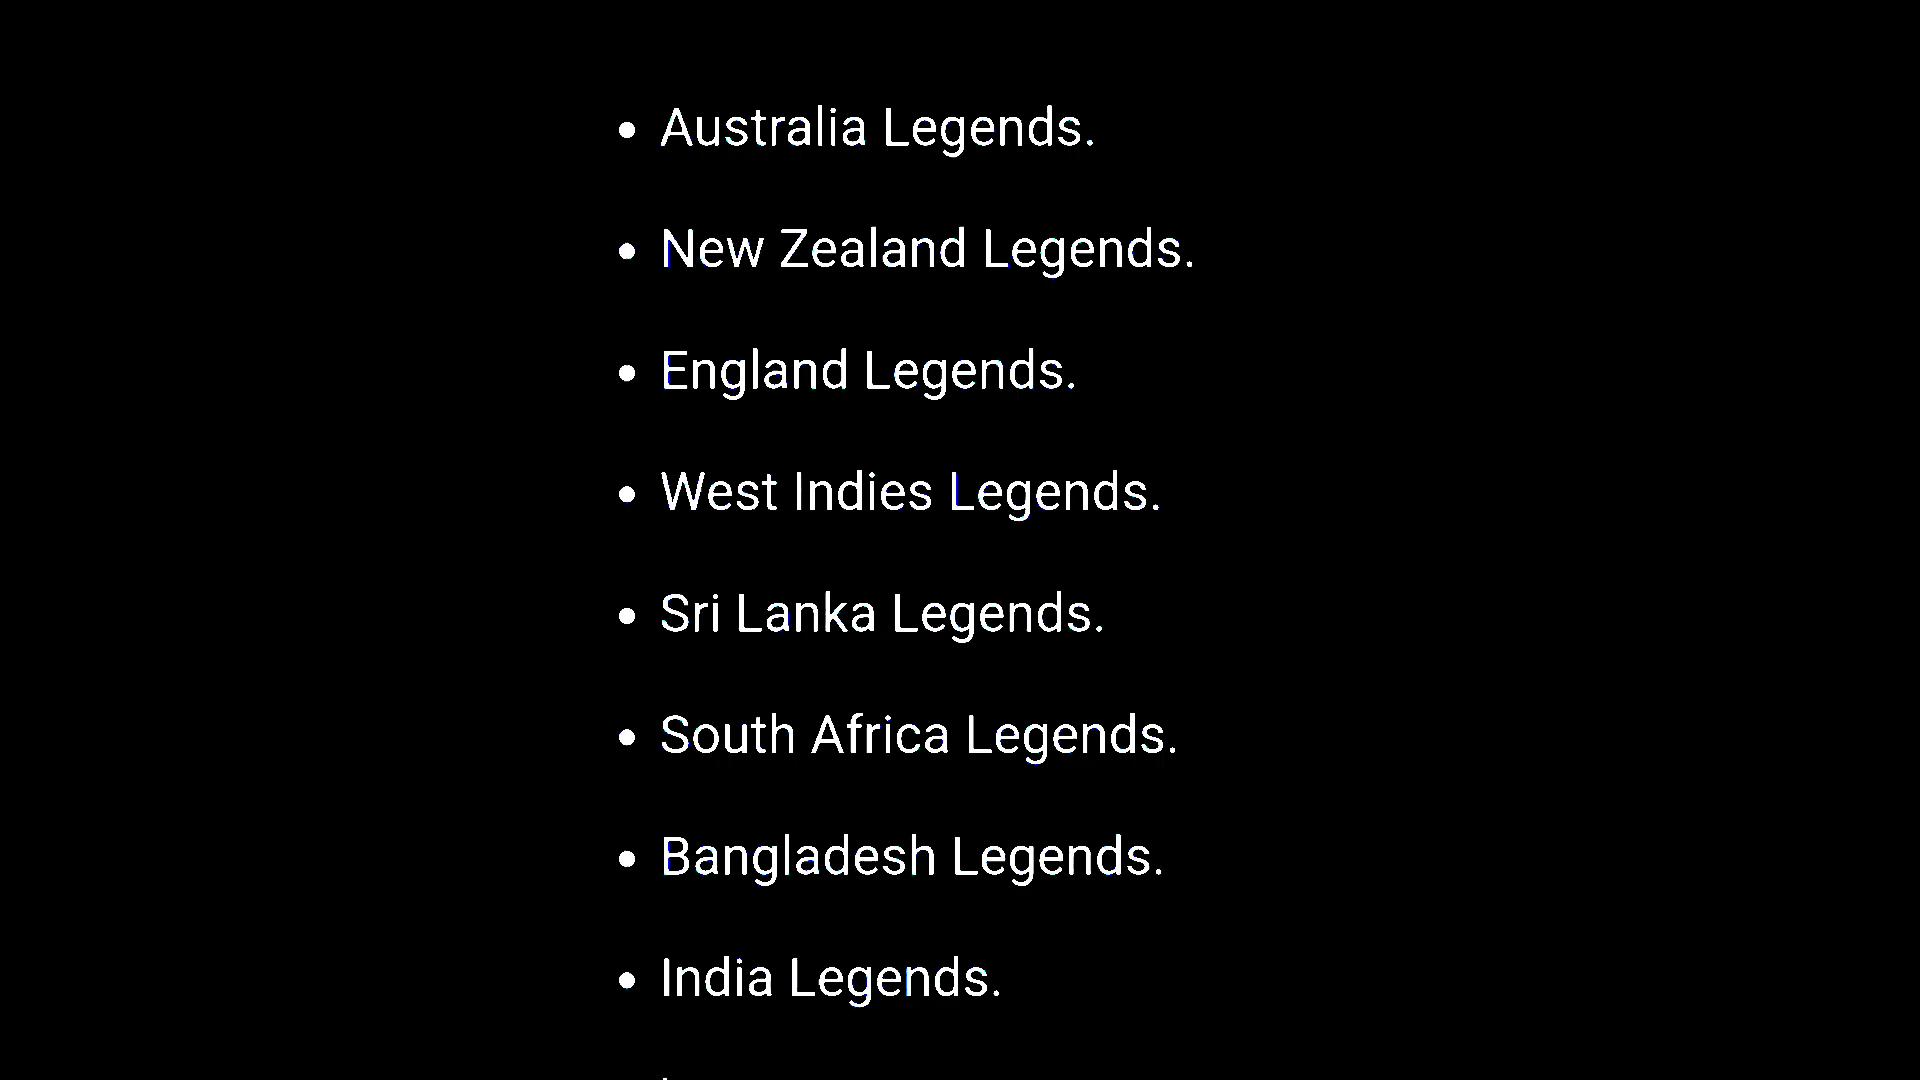 • Australia Legends.
• New Zealand Legends.
• England Legends.
• West Indies Legends.
• Sri Lanka Legends.
• South Africa Legends.
• Bangladesh Legends.
• India Legends.